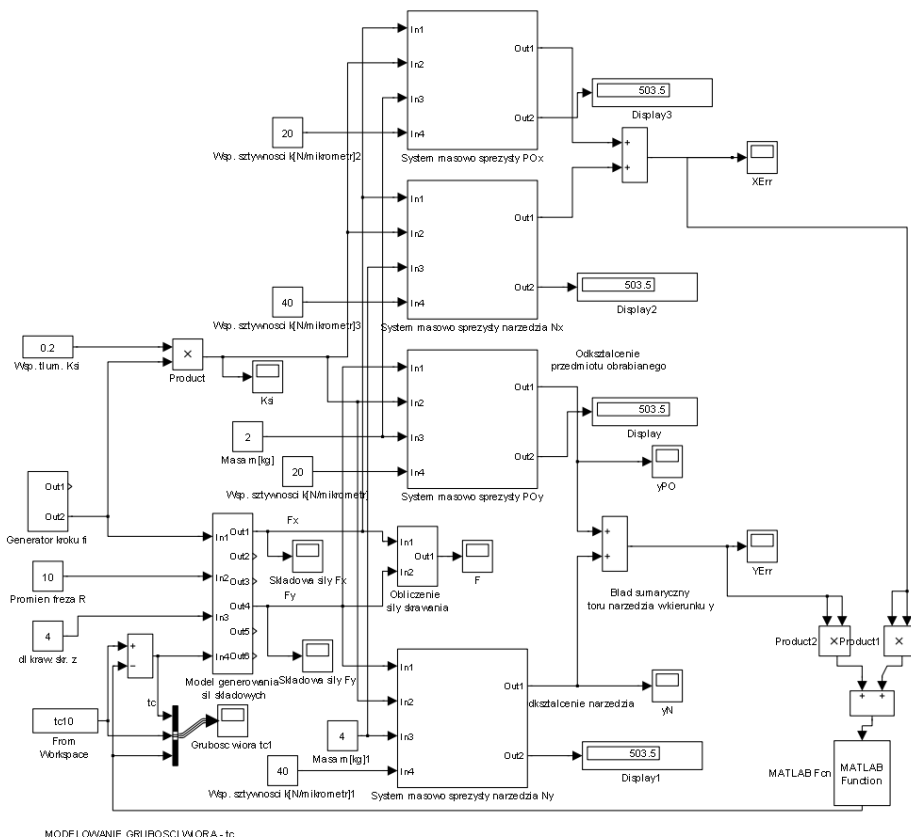 In1
In2
In3
In4
Out1
Out2
System masowo sprezysty POx
20
Wsp. sztywnosci k[N/mikrometr]2
503.5
Display3
+
+
XErr
In1
In2
In3
In4
Out1
Out2
System masowo sprezysty narzedzia Nx
40
Wsp. sztywnosci k[N/mikrometr]3
503.5
Display2
0.2
Wsp. tlum. Ksi
×
Product
Ksi
In1
In2
In3
In4
Out1
Out2
System masowo sprezysty POy
Odksztalcenie
przedmiotu obrabianego
503.5
Display
yPO
2
Masa m[kg]
20
Wsp. sztywnosci k[N/mikrometr]
Out1
Out2
Generator kroku fi
10
Promien freza R
4
dl kraw. skr. z
+
−
tc
tc10
From
Workspace
In1
In2
In3
In4
Out1
Out2
Out3
Out4
Out5
Out6
Model generowania
sil skladowych
Fx
Skladowa sily Fx
Fy
Skladowa sily Fy
Grubosc wiora tc1
In1
In2
Out1
Obliczenie
sily skrawania
F
+
+
Blad sumaryczny
toru narzedzia wkierunku y
YErr
In1
In2
In3
In4
Out1
Out2
System masowo sprezysty narzedzia Ny
4
Masa m[kg]1
40
Wsp. sztywnosci k[N/mikrometr]1
dksztalcenie narzedzia
yN
503.5
Display1
Product2
×
Product1
×
+
+
MATLAB Fcn
MATLAB
Function
MODELOWANIE GRUBOSCI WIORA - tc